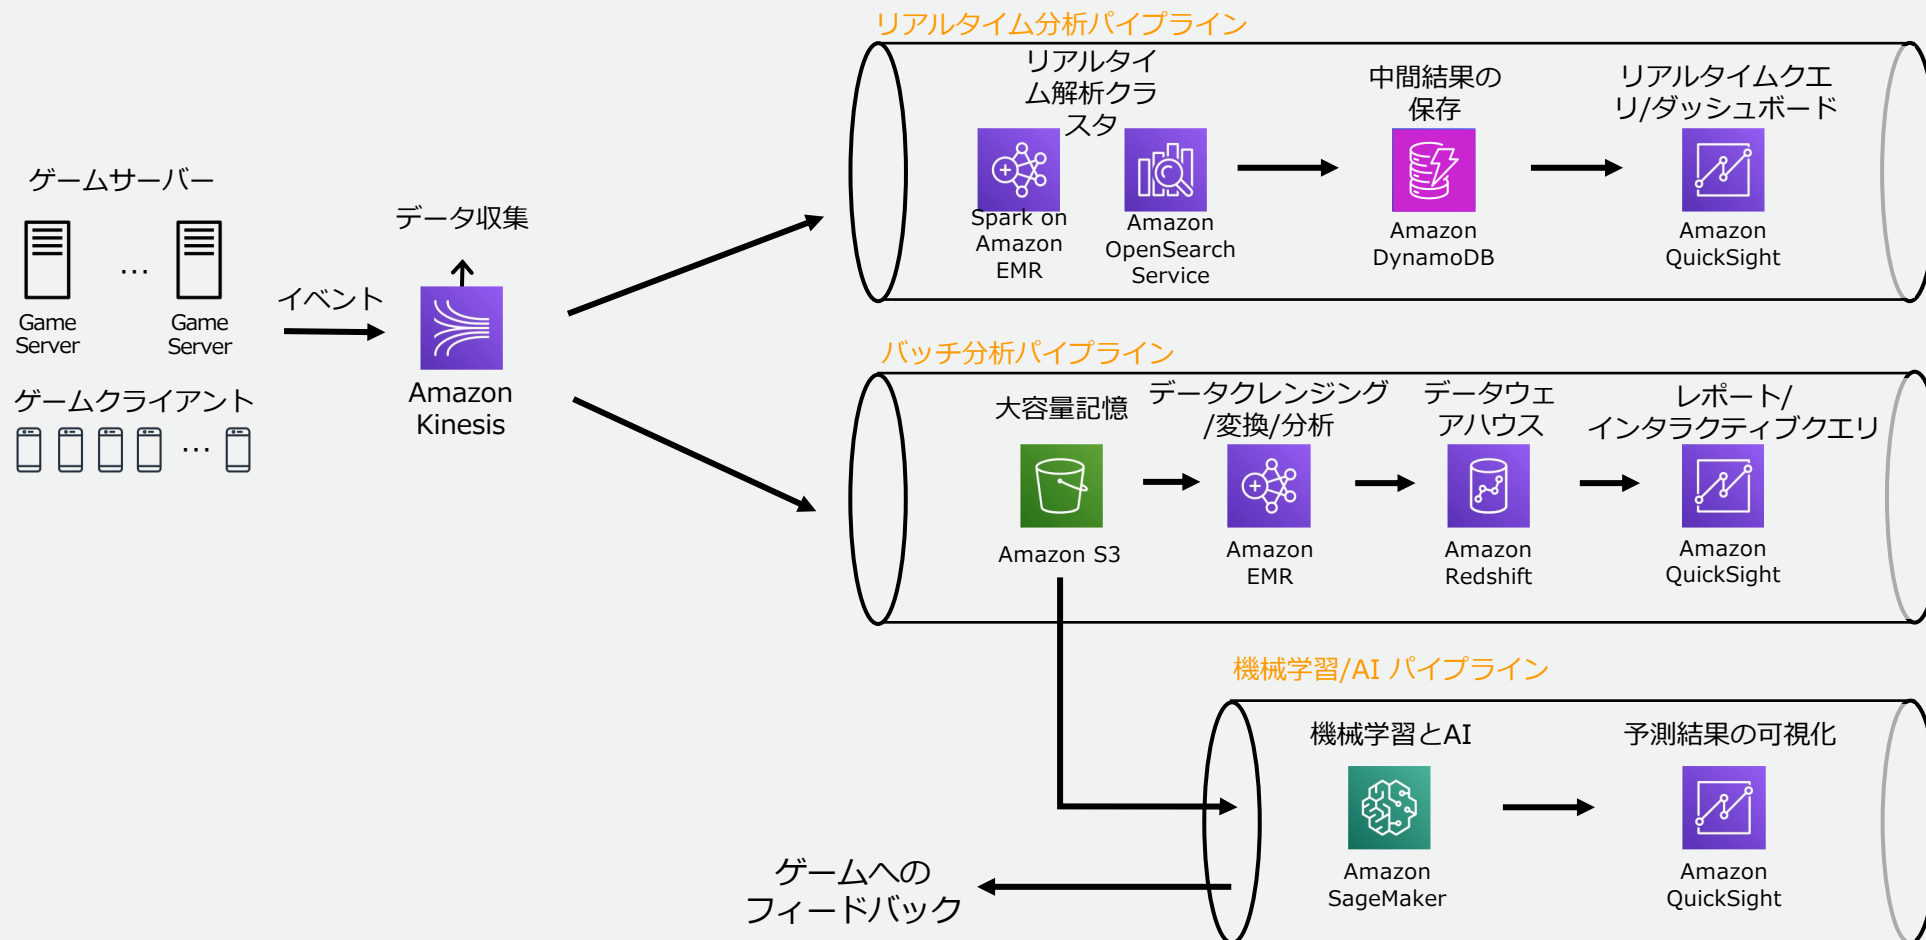 リアルタイム分析パイプライン
リアルタイ
ム解析クラ
スタ
中間結果の
保存
リアルタイムクエ
リ/ダッシュボード
Spark on
Amazon
EMR
Amazon
OpenSearch
Service
Amazon
DynamoDB
Amazon
QuickSight
ゲームサーバー
…
Game
Server
Game
Server
ゲームクライアント
…
イベント
データ収集
Amazon
Kinesis
バッチ分析パイプライン
大容量記憶
データクレンジング
/変換/分析
データウェ
アハウス
レポート/
インタラクティブクエリ
Amazon S3
Amazon
EMR
Amazon
Redshift
Amazon
QuickSight
機械学習/AI パイプライン
機械学習とAI
予測結果の可視化
Amazon
SageMaker
Amazon
QuickSight
ゲームへの
フィードバック